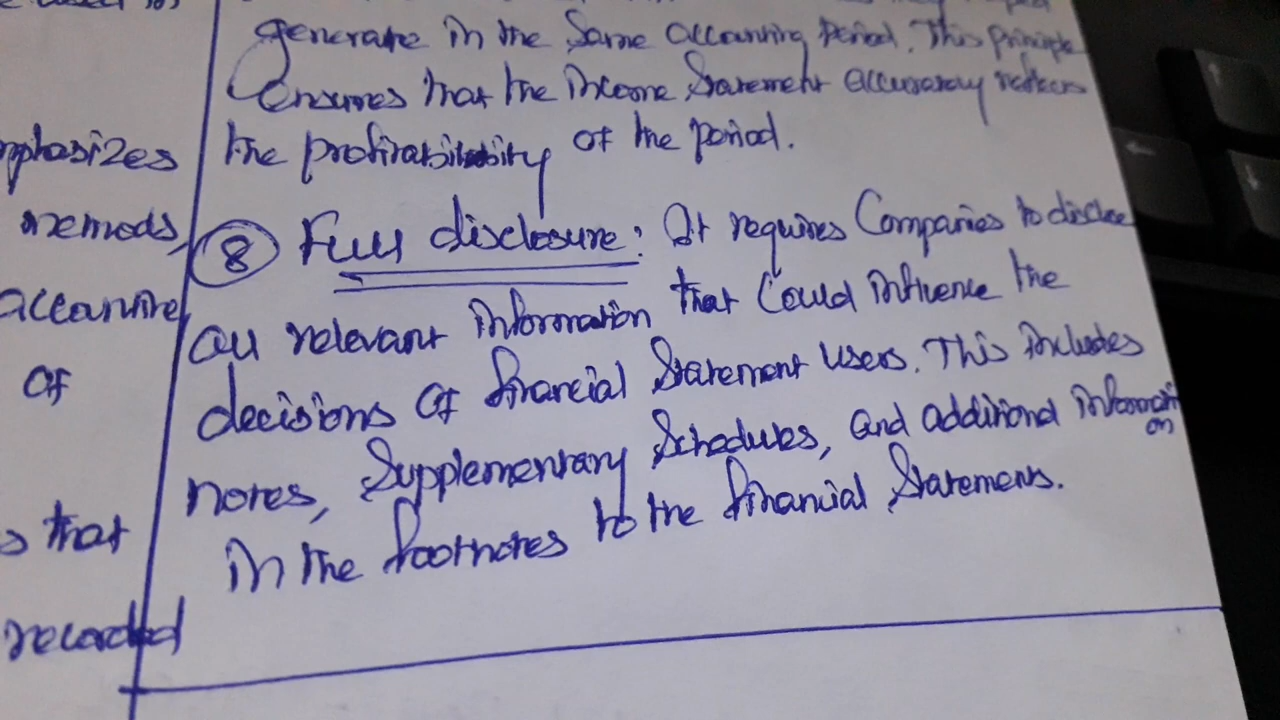 generate in the same accounting period. This principle
ensures that the income statement accuracy reflects
the profitability of the period.
⑧ Full disclosure: It requires Companies to disclose
all relevant information that could influence the
decisions of financial statement users. This includes
notes, supplementary schedules, and additional information
in the footnotes to the financial statements.
mphasizes
methods,
accounting
of
s that
recorded